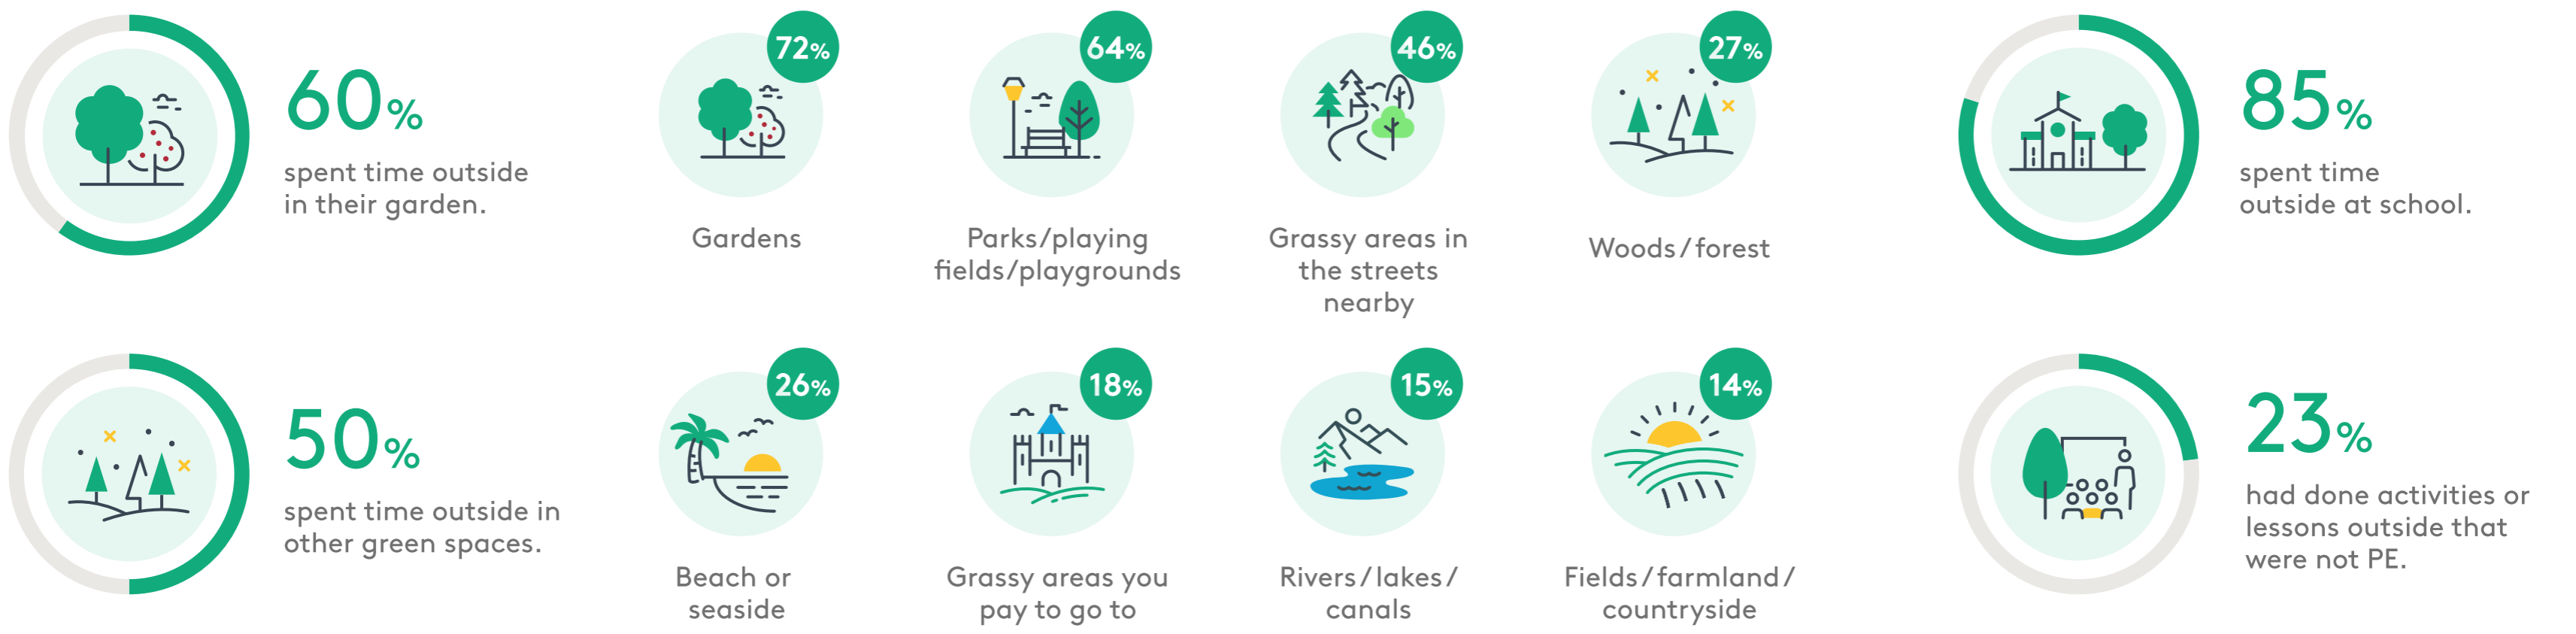 60%
spent time outside
in their garden.
50%
spent time outside in
other green spaces.
72%
Gardens
64%
Parks/playing
fields/playgrounds
46%
Grassy areas in
the streets
nearby
27%
Woods/forest
26%
Beach or
seaside
18%
Grassy areas you
pay to go to
15%
Rivers/lakes/
canals
14%
Fields/farmland/
countryside
85%
spent time
outside at school.
23%
had done activities or
lessons outside that
were not PE.